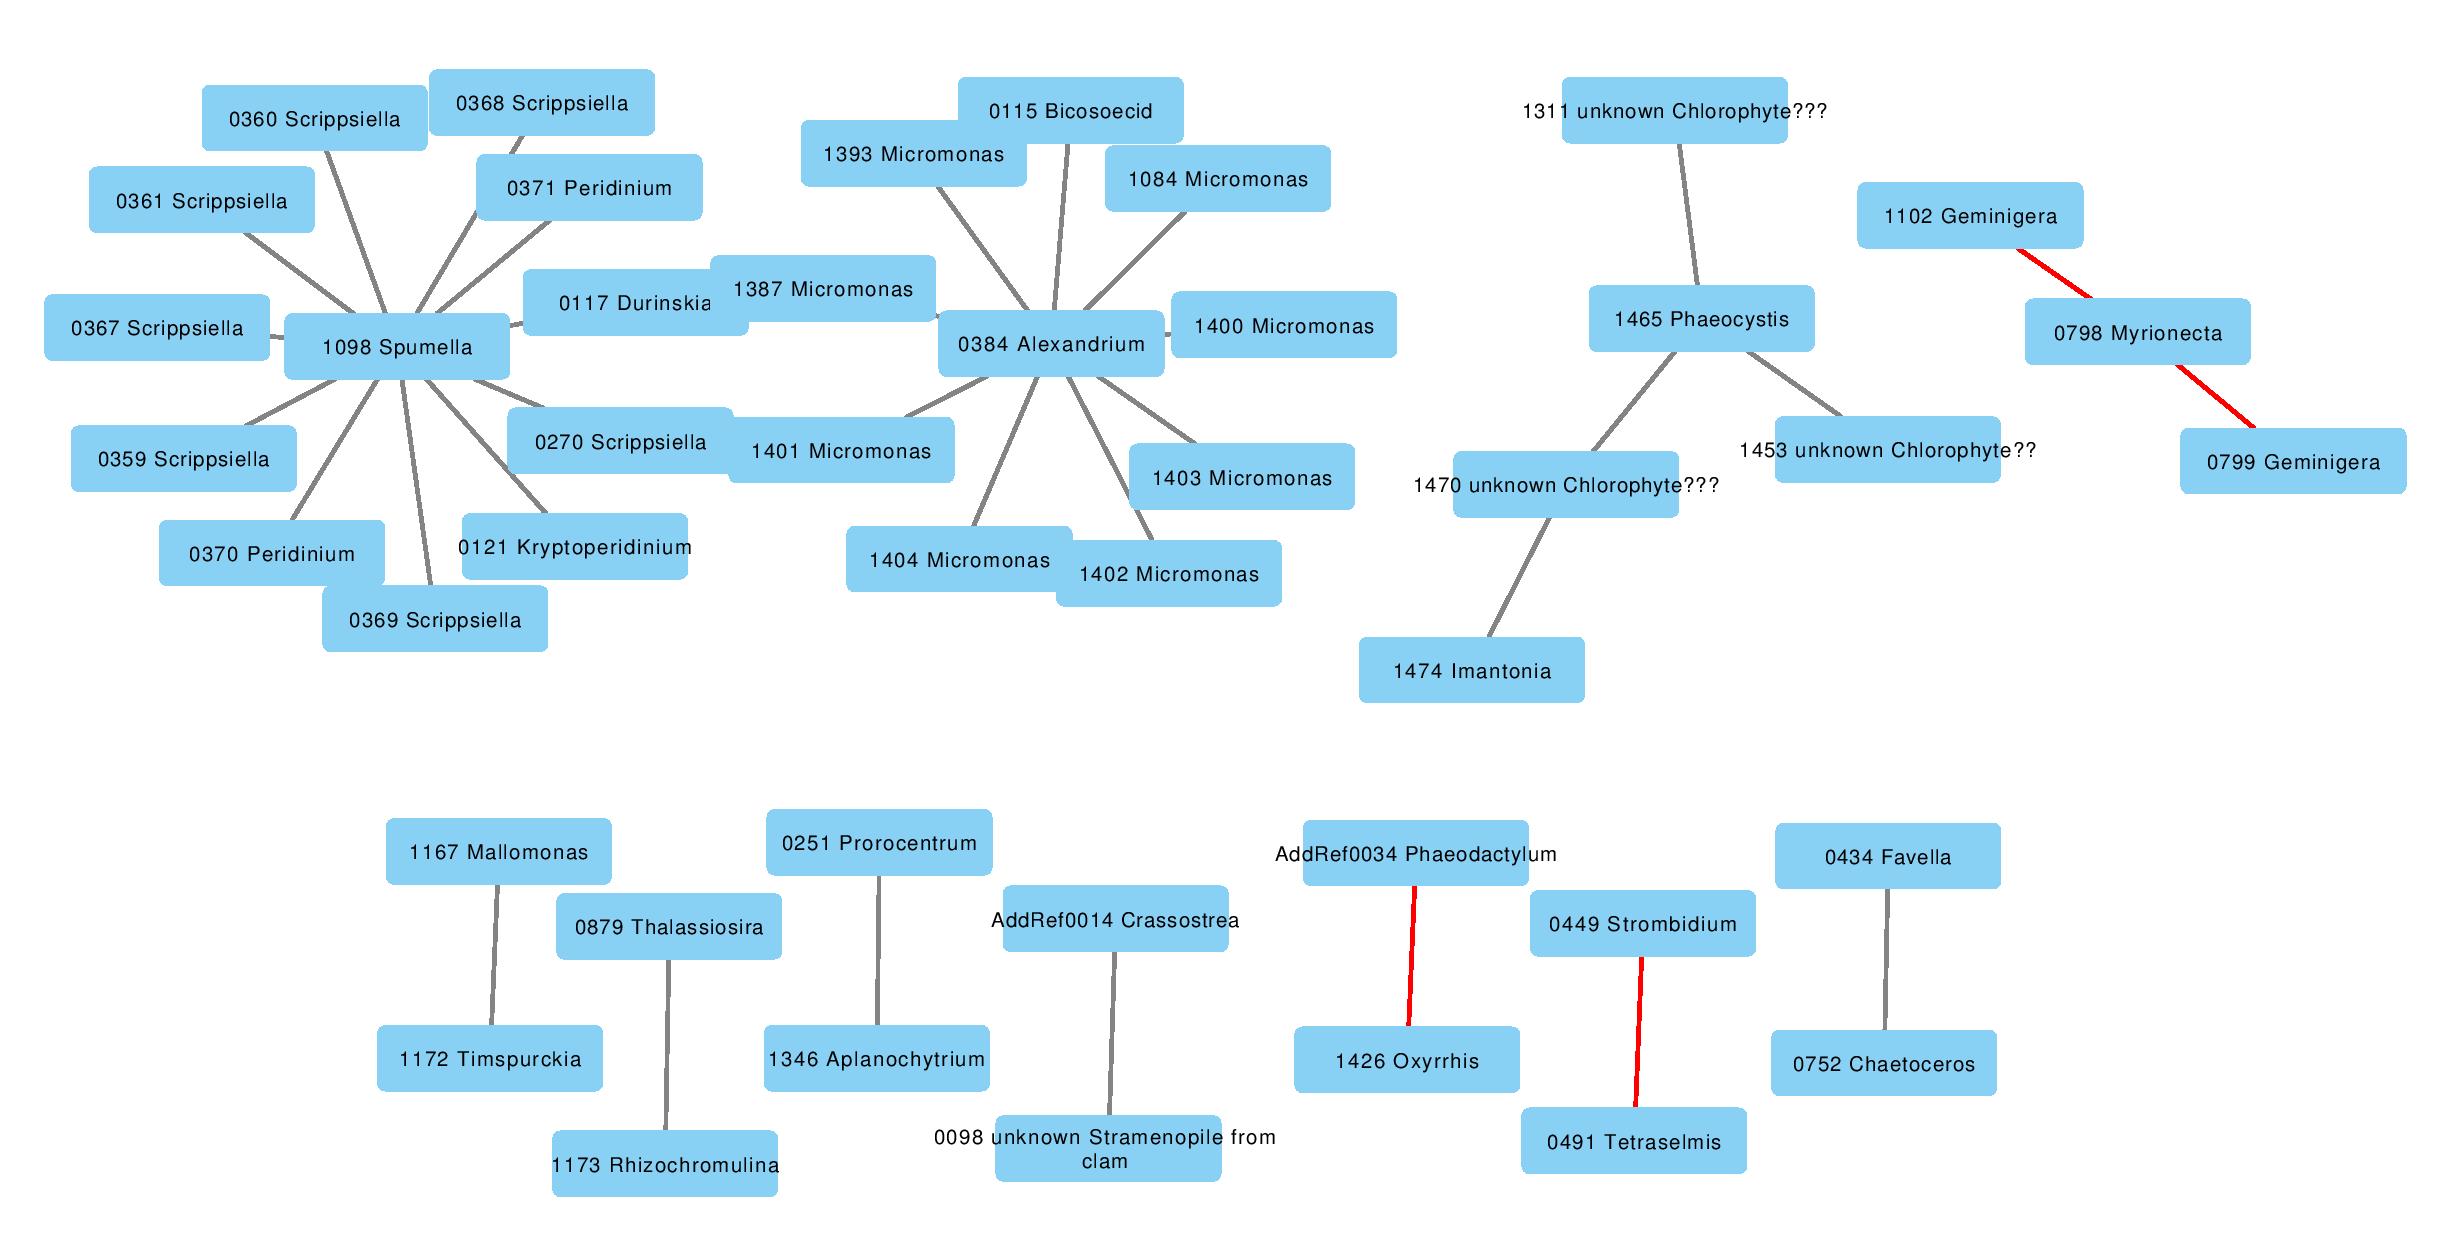 0368 Scrippsiella
0360 Scrippsiella
0371 Peridinium
0361 Scrippsiella
0117 Durinskia
0367 Scrippsiella
1098 Spumella
0270 Scrippsiella
0359 Scrippsiella
0121 Kryptoperidinium
0370 Peridinium
0369 Scrippsiella
0115 Bicosoecid
1393 Micromonas
1084 Micromonas
1387 Micromonas
1400 Micromonas
0384 Alexandrium
1401 Micromonas
1403 Micromonas
1404 Micromonas
1402 Micromonas
1311 unknown Chlorophyte???
1465 Phaeocystis
1453 unknown Chlorophyte??
1470 unknown Chlorophyte???
1474 Imantonia
1102 Geminigera
0798 Myrionecta
0799 Geminigera
1167 Mallomonas
1172 Timspurckia
0879 Thalassiosira
1173 Rhizochromulina
0251 Prorocentrum
1346 Aplanochytrium
AddRef0014 Crassostrea
0098 unknown Stramenopile from
clam
AddRef0034 Phaeodactylum
1426 Oxyrrhis
0449 Strombidium
0491 Tetraselmis
0434 Favella
0752 Chaetoceros